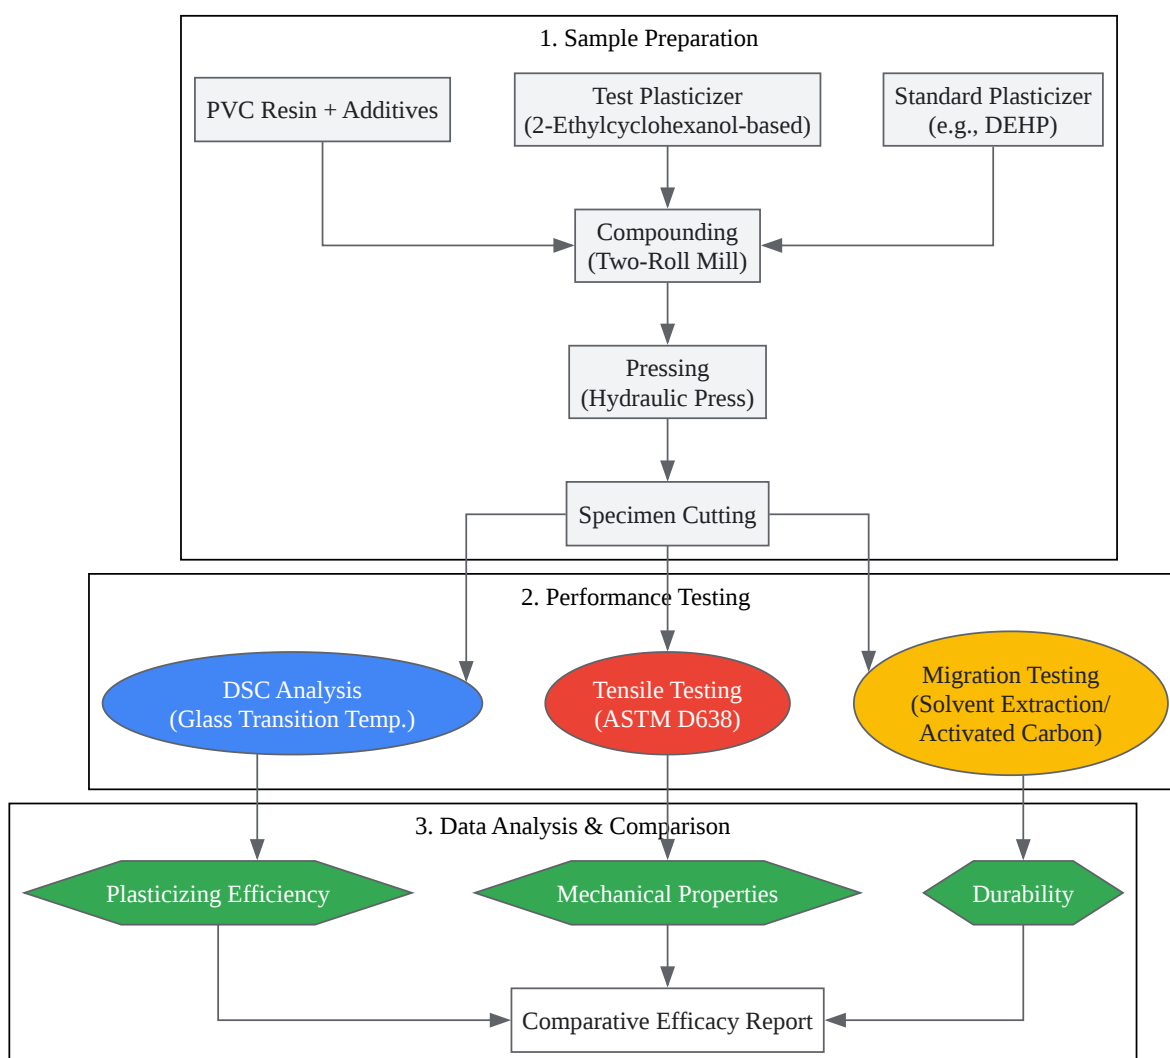 1. Sample Preparation
PVC Resin + Additives
Test Plasticizer
(2-Ethylcyclohexanol-based)
Standard Plasticizer
(e.g., DEHP)
Compounding
(Two-Roll Mill)
Pressing
(Hydraulic Press)
Specimen Cutting
2. Performance Testing
DSC Analysis
(Glass Transition Temp.)
Tensile Testing
(ASTM D638)
Migration Testing
(Solvent Extraction/
Activated Carbon)
3. Data Analysis & Comparison
Plasticizing Efficiency
Mechanical Properties
Durability
Comparative Efficacy Report